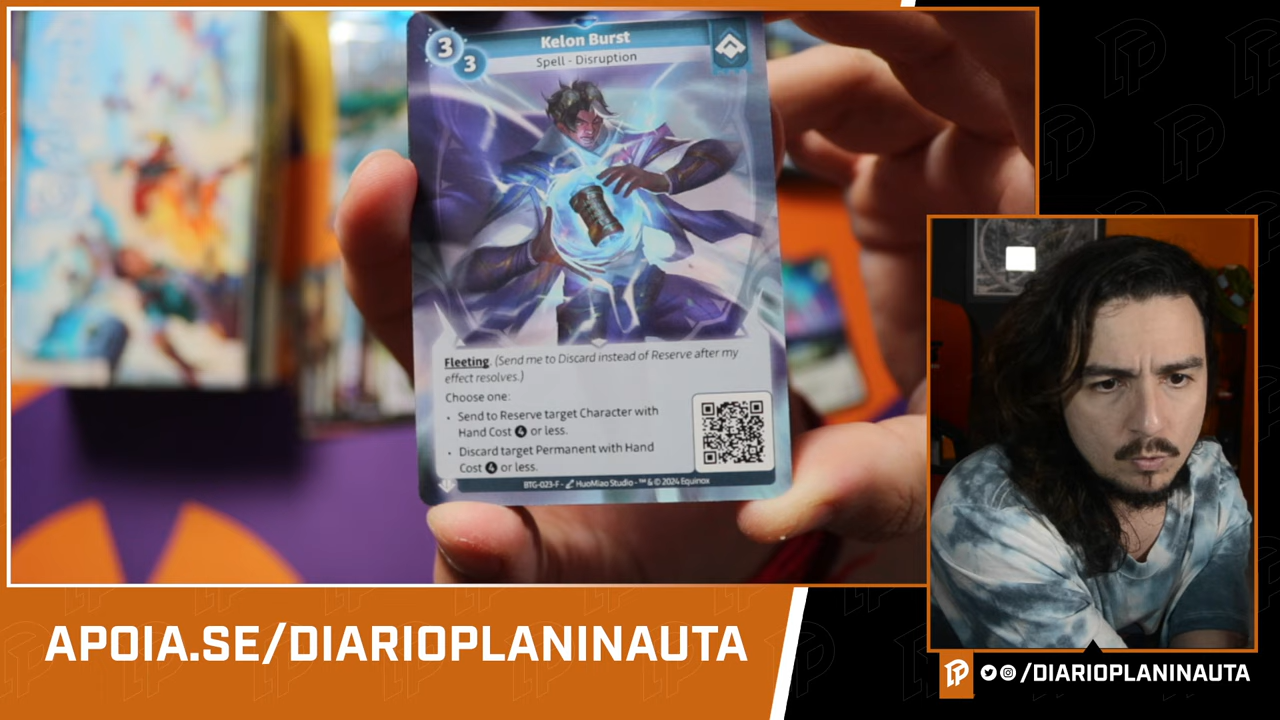 3
3
Kelon Burst
Spell - Disruption
Fleeting. (Send me to Discard instead of Reserve after my
effect resolves.)
Choose one:
• Send to Reserve target Character with
Hand Cost 4 or less.
• Discard target Permanent with Hand
Cost 4 or less.
BTG-023-F - HuoMiao Studio - ™ & © 2024 Equinox
APOIA.SE/DIARIOPLANINAUTA
/DIARIOPLANINAUTA